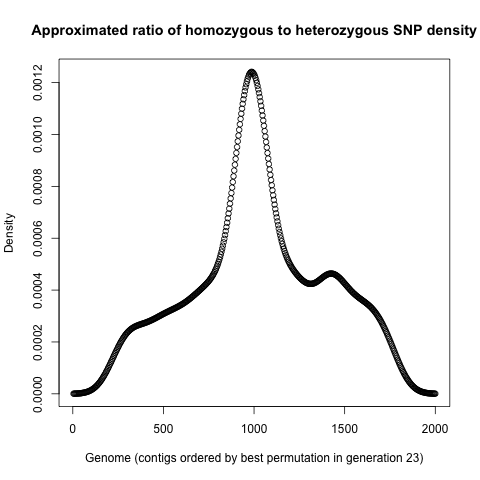 Approximated ratio of homozygous to heterozygous SNP density
Density
0.0012
0.0010
0.0008
0.0006
0.0004
0.0002
0.0000
0 500 1000 1500 2000
Genome (contigs ordered by best permutation in generation 23)